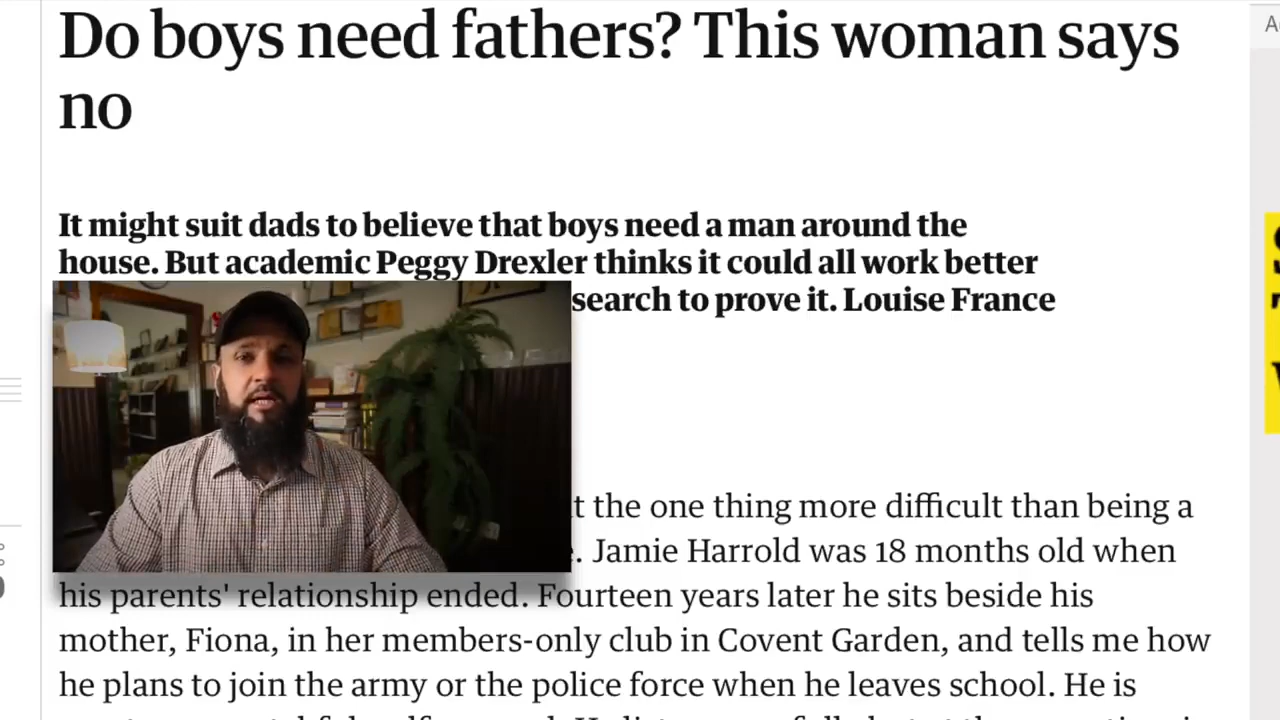 Do boys need fathers? This woman says
no
It might suit dads to believe that boys need a man around the
house. But academic Peggy Drexler thinks it could all work better
search to prove it. Louise France
t the one thing more difficult than being a
. Jamie Harrold was 18 months old when
his parents' relationship ended. Fourteen years later he sits beside his
mother, Fiona, in her members-only club in Covent Garden, and tells me how
he plans to join the army or the police force when he leaves school. He is